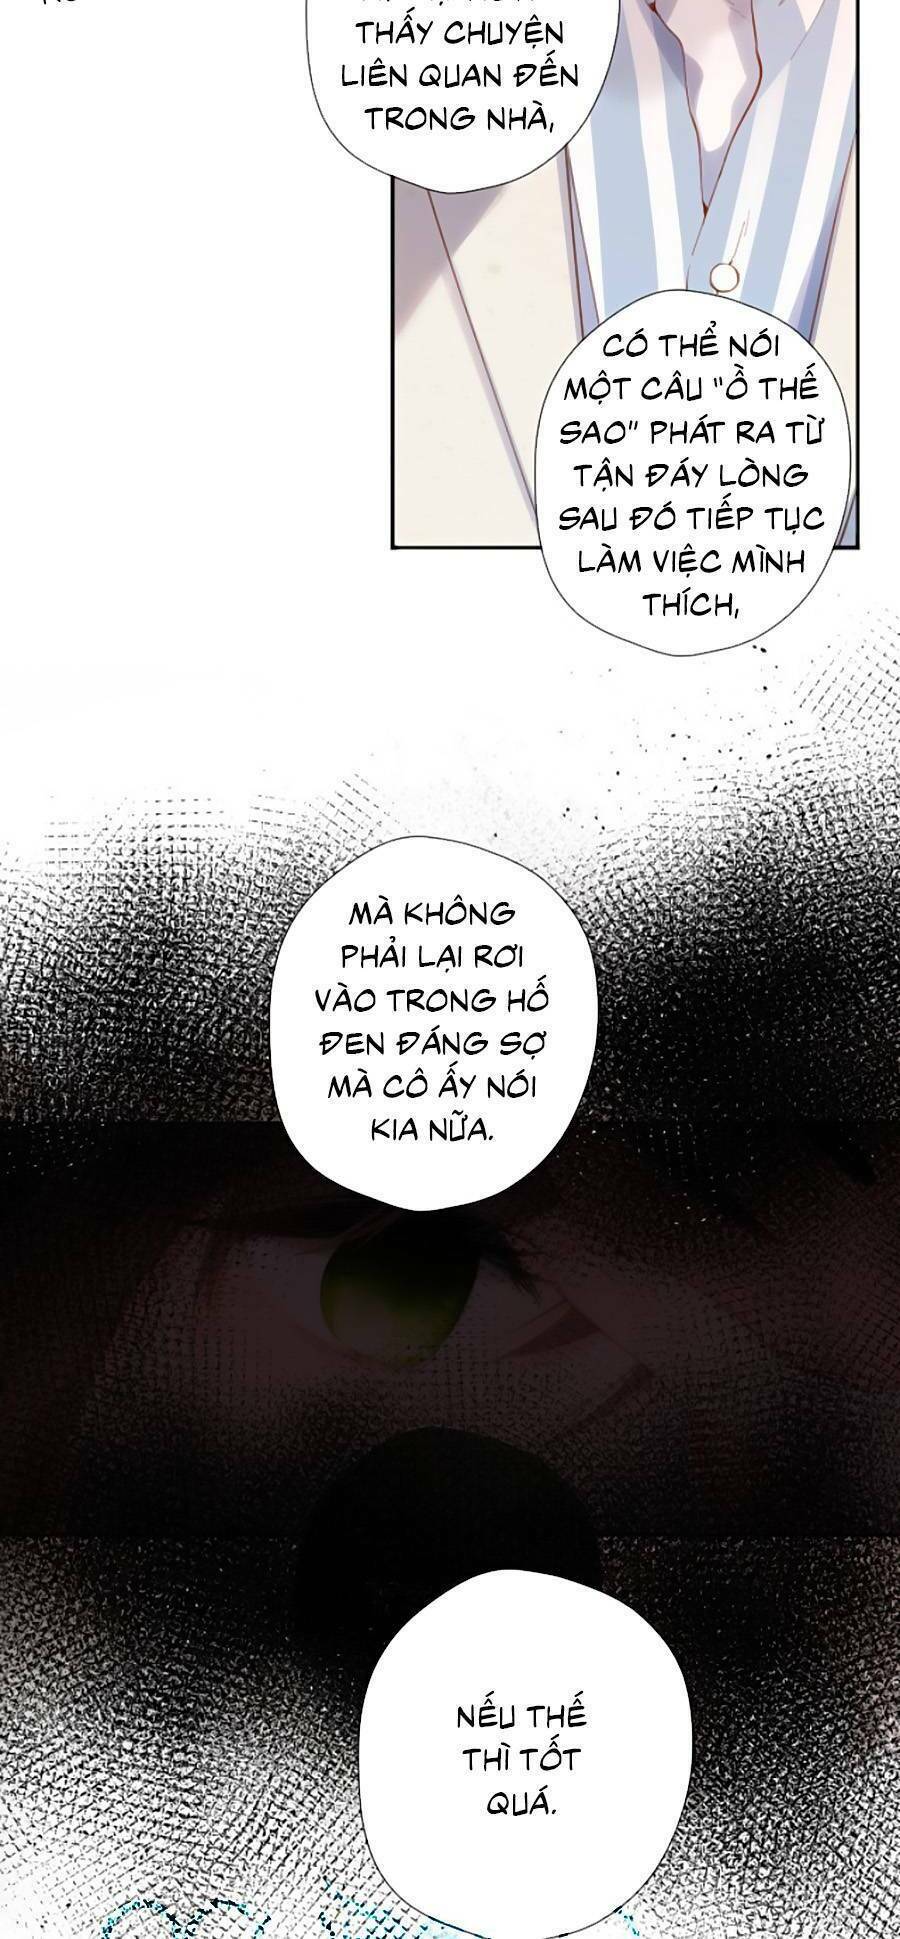 THẤY CHUYỆN
LIÊN QUAN ĐẾN
TRONG NHÀ,
CÓ THỂ NÓI
MỘT CÂU "Ồ THẾ
SAO" PHÁT RA TỪ
TẬN ĐÁY LÒNG
SAU ĐÓ TIẾP TỤC
LÀM VIỆC MÌNH
THÍCH,
MÀ KHÔNG
PHẢI LẠI RƠI
VÀO TRONG HỐ
ĐEN ĐÁNG SỢ
MÀ CÔ ẤY NÓI
KIA NỮA.
NẾU THẾ
THÌ TỐT
QUÁ.